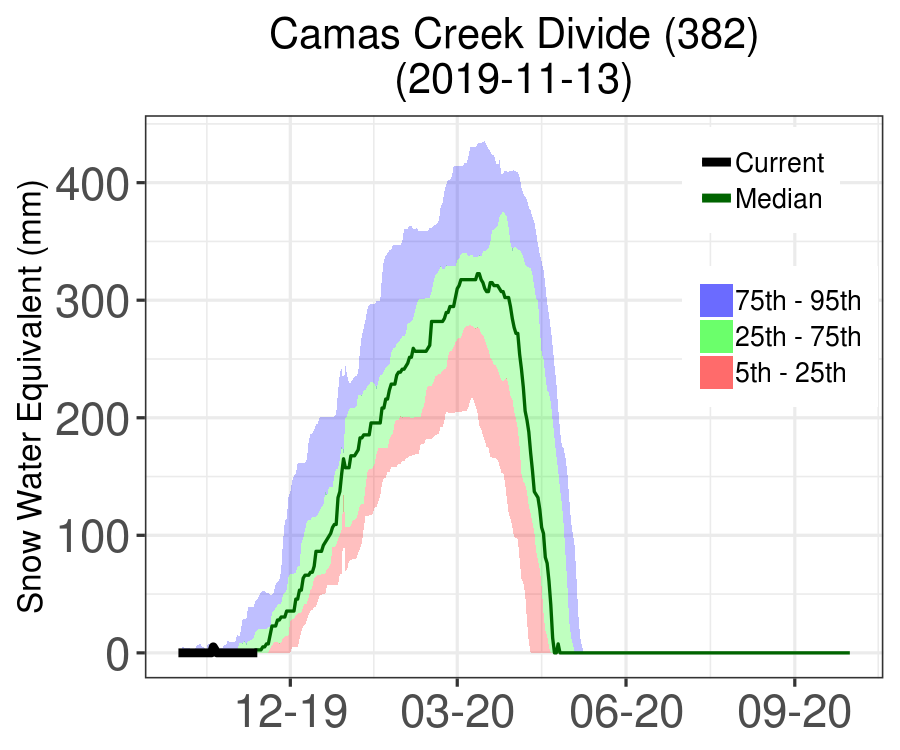 Camas Creek Divide (382)
(2019-11-13)
Snow Water Equivalent (mm)
400
300
200
100
0
12-19
03-20
06-20
09-20
Current
Median
75th - 95th
25th - 75th
5th - 25th